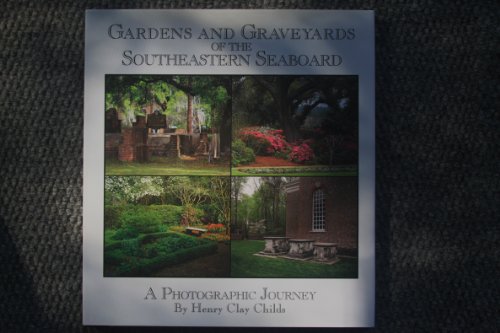 Gardens and Graveyards
of the
Southeastern Seaboard
A Photographic Journey
By Henry Clay Childs